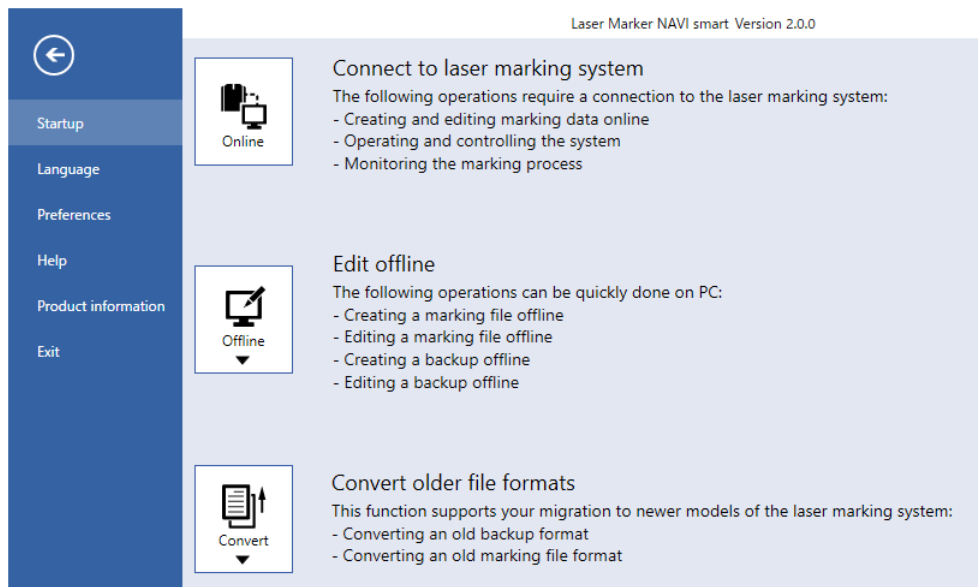 Laser Marker NAVI smart Version 2.0.0
Startup
Language
Preferences
Help
Product information
Exit
Online
Connect to laser marking system
The following operations require a connection to the laser marking system:
- Creating and editing marking data online
- Operating and controlling the system
- Monitoring the marking process
Offline
Edit offline
The following operations can be quickly done on PC:
- Creating a marking file offline
- Editing a marking file offline
- Creating a backup offline
- Editing a backup offline
Convert
Convert older file formats
This function supports your migration to newer models of the laser marking system:
- Converting an old backup format
- Converting an old marking file format